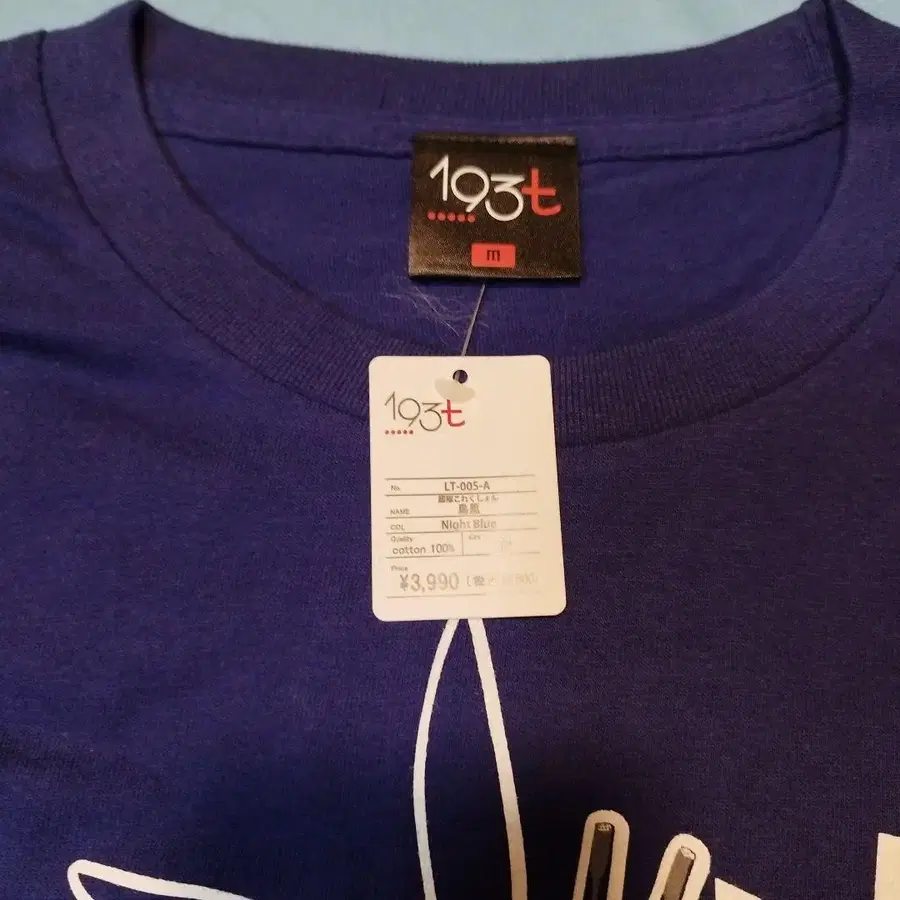 193t
m
193t
No. LT-005-A
艦隊これくしょん
NAME 島風
COL Night Blue
Quality size
cotton 100%
Price
¥3,990